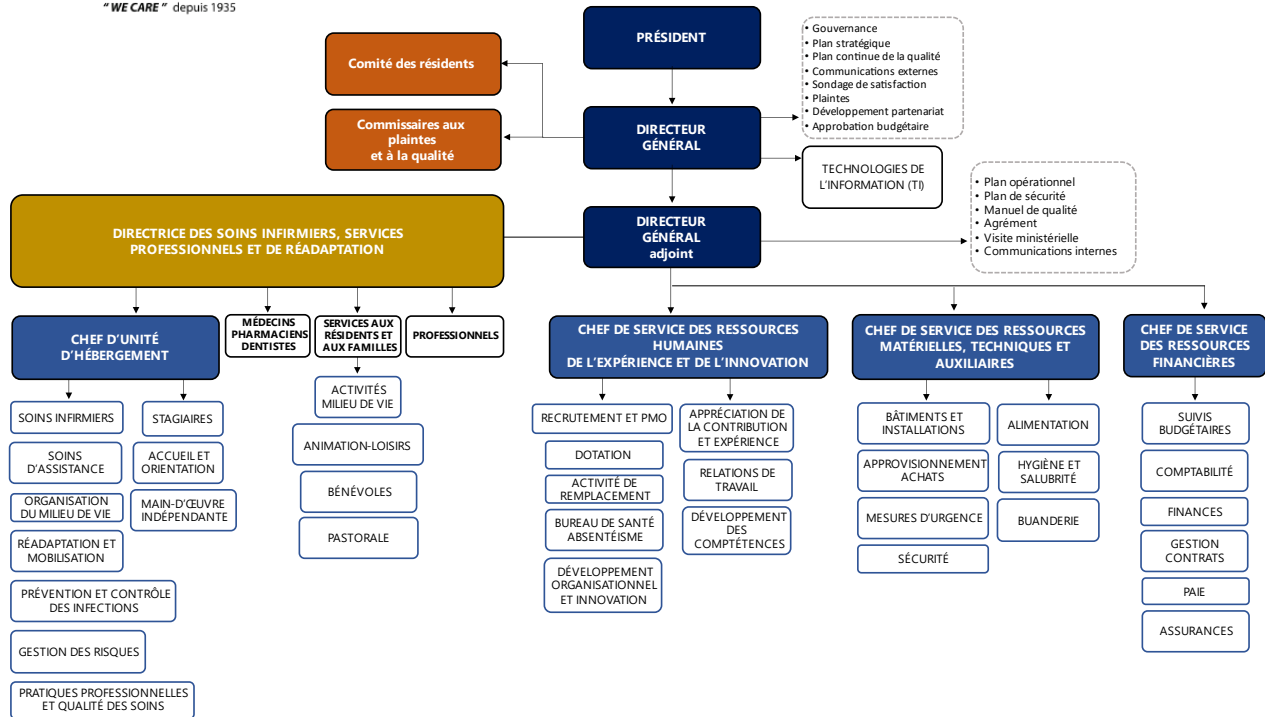 “ WE CARE ” depuis 1935
PRÉSIDENT
• Gouvernance
• Plan stratégique
• Plan continue de la qualité
• Communications externes
• Sondage de satisfaction
• Plaintes
• Développement partenariat
• Approbation budgétaire
Comité des résidents
Commissaires aux
plaintes
et à la qualité
DIRECTEUR
GÉNÉRAL
TECHNOLOGIES DE
L’INFORMATION (TI)
• Plan opérationnel
• Plan de sécurité
• Manuel de qualité
• Agrément
• Visite ministérielle
• Communications internes
DIRECTRICE DES SOINS INFIRMIERS, SERVICES
PROFESSIONNELS ET DE RÉADAPTATION
DIRECTEUR
GÉNÉRAL
adjoint
CHEF D’UNITÉ
D’HÉBERGEMENT
MÉDECINS
PHARMACIENS
DENTISTES
SERVICES AUX
RÉSIDENTS ET
AUX FAMILLES
PROFESSIONNELS
CHEF DE SERVICE DES RESSOURCES
HUMAINES
DE L’EXPÉRIENCE ET DE L’INNOVATION
CHEF DE SERVICE DES RESSOURCES
MATÉRIELLES, TECHNIQUES ET
AUXILIAIRES
CHEF DE SERVICE
DES RESSOURCES
FINANCIÈRES
SOINS INFIRMIERS
SOINS
D’ASSISTANCE
ORGANISATION
DU MILIEU DE VIE
RÉADAPTATION ET
MOBILISATION
PRÉVENTION ET CONTRÔLE
DES INFECTIONS
GESTION DES RISQUES
PRATIQUES PROFESSIONNELLES
ET QUALITÉ DES SOINS
STAGIAIRES
ACCUEIL ET
ORIENTATION
MAIN-D’ŒUVRE
INDÉPENDANTE
ACTIVITÉS
MILIEU DE VIE
ANIMATION-LOISIRS
BÉNÉVOLES
PASTORALE
RECRUTEMENT ET PMO
DOTATION
ACTIVITÉ DE
REMPLACEMENT
BUREAU DE SANTÉ
ABSENTÉISME
DÉVELOPPEMENT
ORGANISATIONNEL
ET INNOVATION
APPRÉCIATION DE
LA CONTRIBUTION
ET EXPÉRIENCE
RELATIONS DE
TRAVAIL
DÉVELOPPEMENT
DES
COMPTÉTENCES
BÂTIMENTS ET
INSTALLATIONS
APPROVISIONNEMENT
ACHATS
MESURES D’URGENCE
SÉCURITÉ
ALIMENTATION
HYGIÈNE ET
SALUBRITÉ
BUANDERIE
SUIVIS
BUDGÉTAIRES
COMPTABILITÉ
FINANCES
GESTION
CONTRATS
PAIE
ASSURANCES